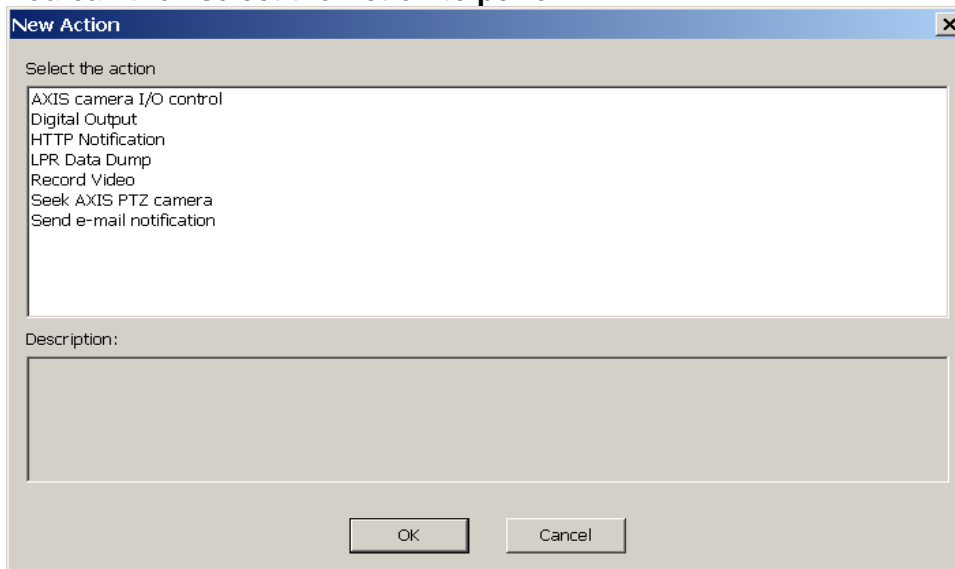 New Action
Select the action
AXIS camera I/O control
Digital Output
HTTP Notification
LPR Data Dump
Record Video
Seek AXIS PTZ camera
Send e-mail notification
Description:
OK
Cancel